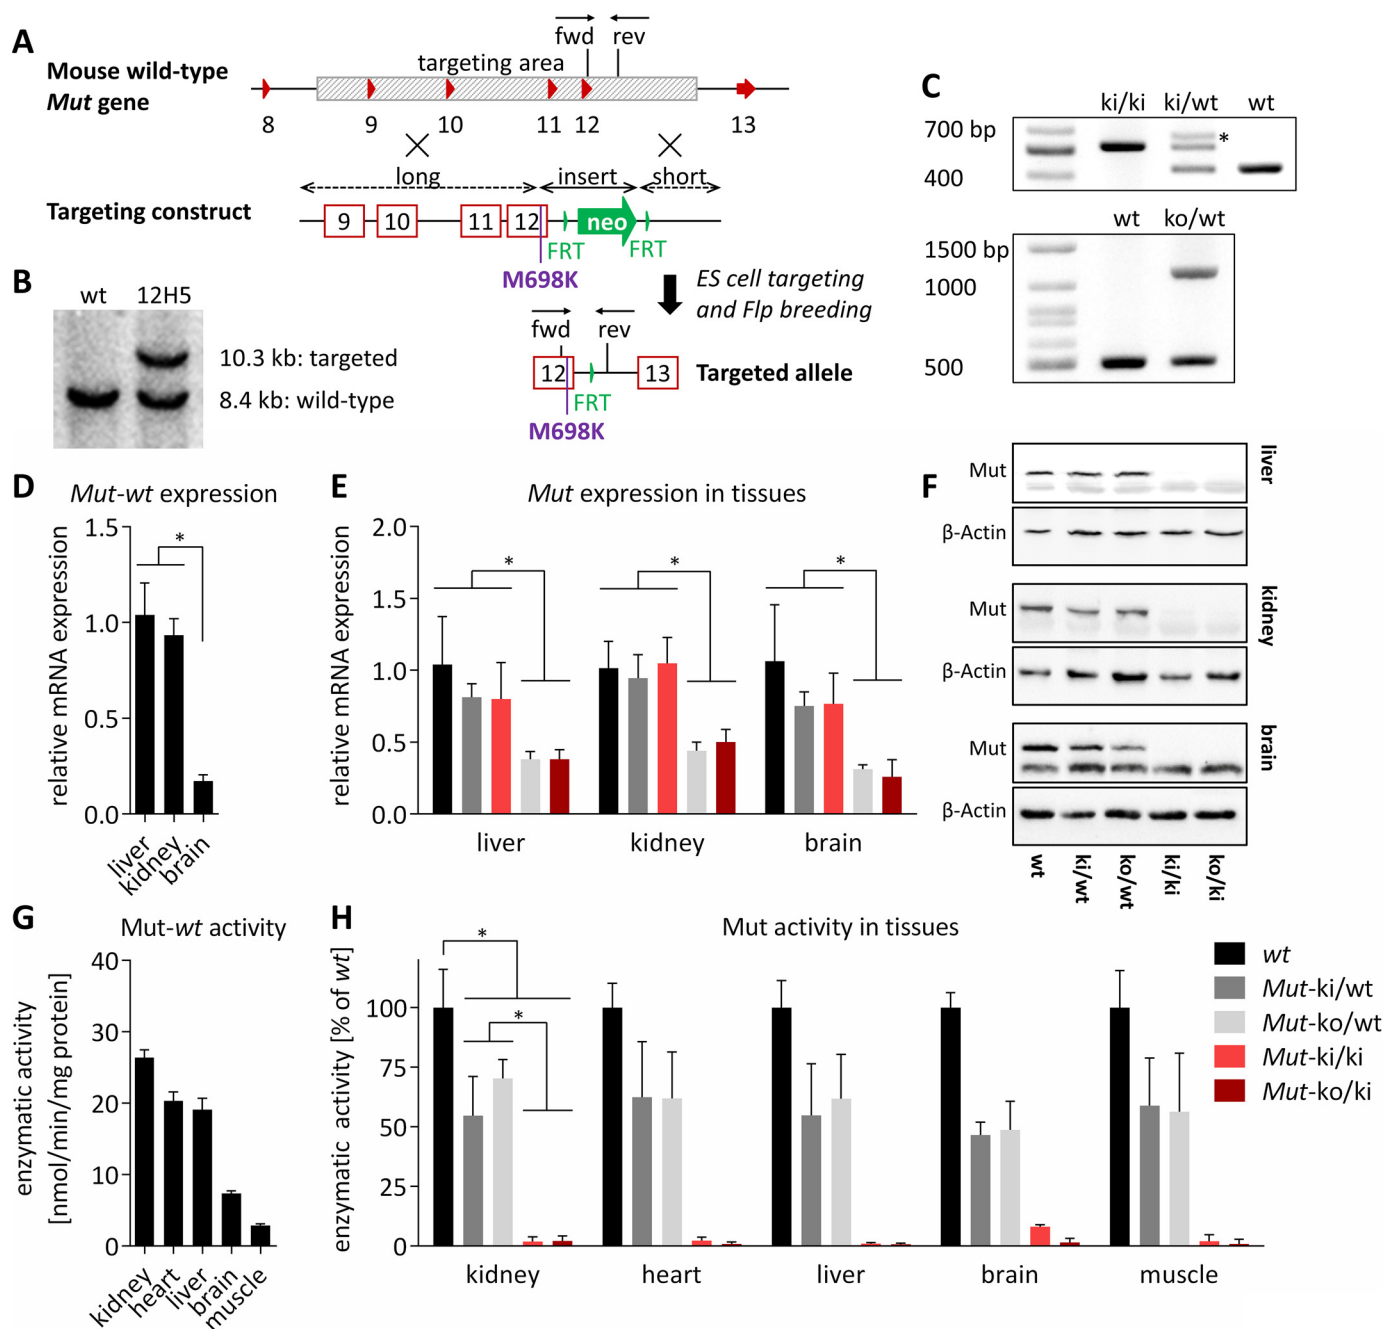 A
Mouse wild-type
Mut gene
targeting area
fwd
rev
8
9
10
11
12
13
long
insert
short
Targeting construct
9
10
11
12
neo
FRT
FRT
M698K
ES cell targeting
and Flp breeding
fwd
rev
12
13
Targeted allele
FRT
M698K
B
wt
12H5
10.3 kb: targeted
8.4 kb: wild-type
C
ki/ki
ki/wt
wt
700 bp
*
400
wt
ko/wt
1500 bp
1000
500
D
Mut-wt expression
relative mRNA expression
1.5
1.0
0.5
0.0
*
liver
kidney
brain
E
Mut expression in tissues
relative mRNA expression
2.0
1.5
1.0
0.5
0.0
*
*
*
liver
kidney
brain
F
Mut
β-Actin
liver
Mut
β-Actin
kidney
Mut
β-Actin
brain
wt
ki/wt
ko/wt
ki/ki
ko/ki
G
Mut-wt activity
enzymatic activity
[nmol/min/mg protein]
40
30
20
10
0
kidney
heart
liver
brain
muscle
H
Mut activity in tissues
enzymatic activity [% of wt]
100
75
50
25
0
*
*
kidney
heart
liver
brain
muscle
wt
Mut-ki/wt
Mut-ko/wt
Mut-ki/ki
Mut-ko/ki